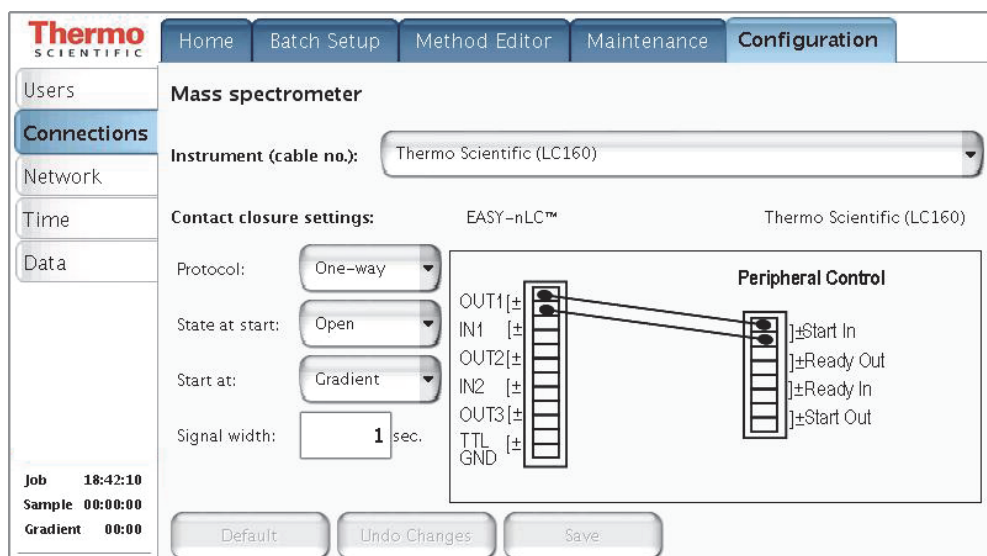 Thermo
SCIENTIFIC
Home
Batch Setup
Method Editor
Maintenance
Configuration
Users
Connections
Network
Time
Data
Mass spectrometer
Instrument (cable no.): Thermo Scientific (LC160)
Contact closure settings: EASY-nLC™ Thermo Scientific (LC160)
Protocol: One-way
State at start: Open
Start at: Gradient
Signal width: 1 sec.
OUT1[±
IN1 [±
OUT2[±
IN2 [±
OUT3[±
TTL [±
GND
Peripheral Control
]±Start In
]±Ready Out
]±Ready In
]±Start Out
Job 18:42:10
Sample 00:00:00
Gradient 00:00
Default
Undo Changes
Save